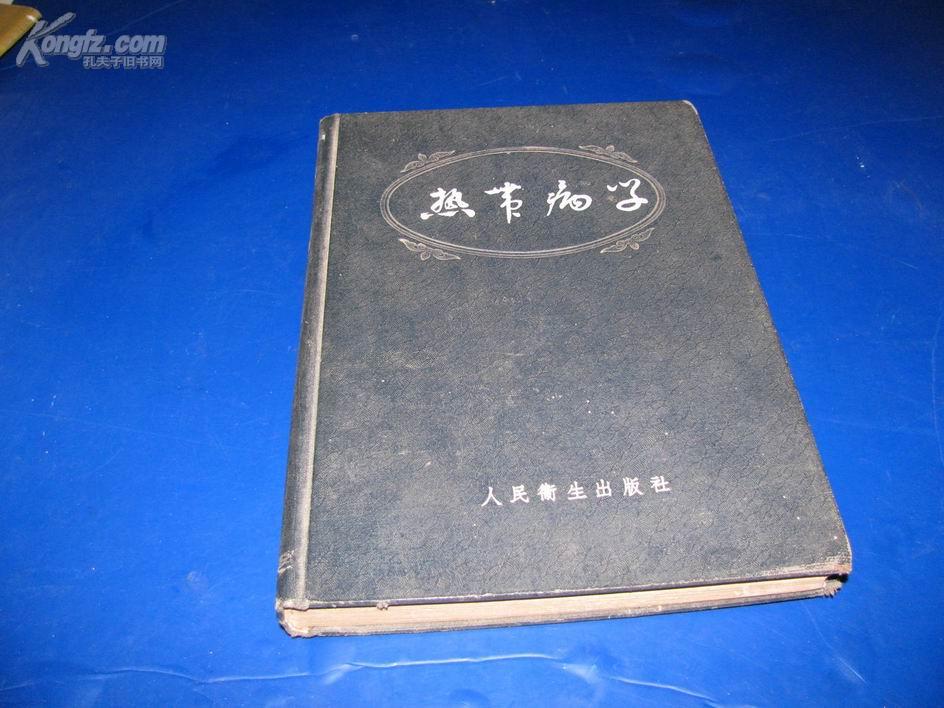 Kongfz.com
孔夫子旧书网
热带病学
人民衛生出版社